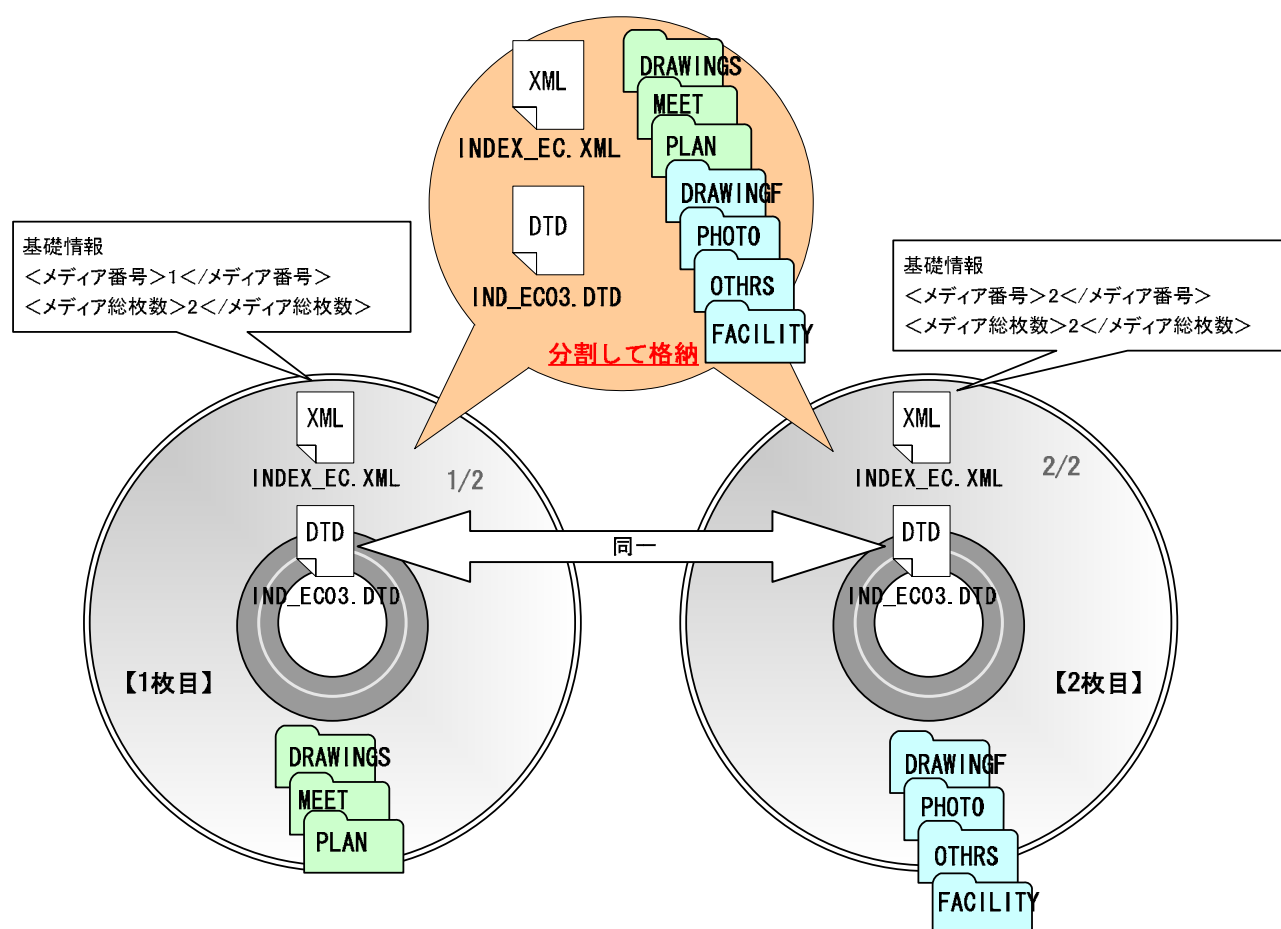 XML
INDEX_EC.XML
DTD
IND_EC03.DTD
DRAWINGS
MEET
PLAN
DRAWINGF
PHOTO
OTHRS
FACILITY
分割して格納
基礎情報
<メディア番号>1</メディア番号>
<メディア総枚数>2</メディア総枚数>
基礎情報
<メディア番号>2</メディア番号>
<メディア総枚数>2</メディア総枚数>
XML
INDEX_EC.XML
1/2
DTD
IND_EC03.DTD
【1枚目】
DRAWINGS
MEET
PLAN
同一
XML
INDEX_EC.XML
2/2
DTD
IND_EC03.DTD
【2枚目】
DRAWINGF
PHOTO
OTHRS
FACILITY